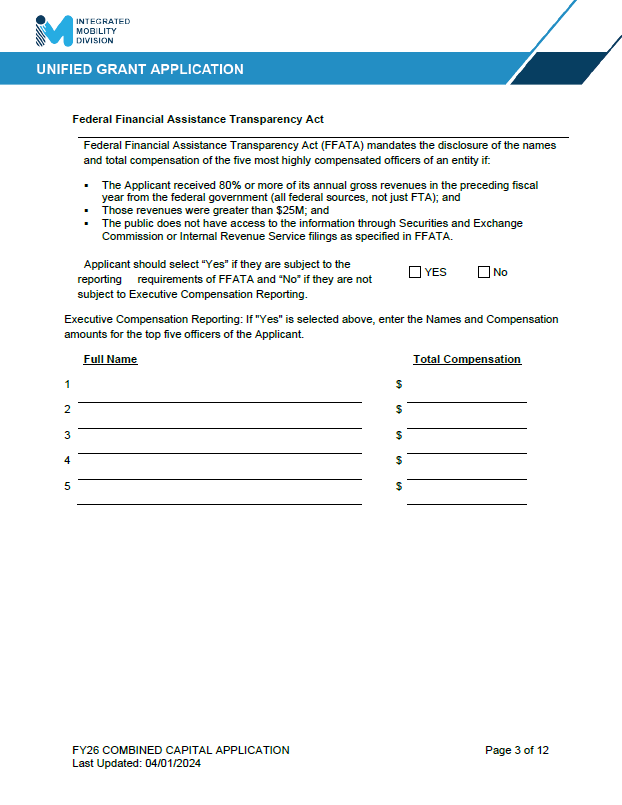 INTEGRATED
MOBILITY
DIVISION
UNIFIED GRANT APPLICATION
Federal Financial Assistance Transparency Act
Federal Financial Assistance Transparency Act (FFATA) mandates the disclosure of the names
and total compensation of the five most highly compensated officers of an entity if:
▪ The Applicant received 80% or more of its annual gross revenues in the preceding fiscal
year from the federal government (all federal sources, not just FTA); and
▪ Those revenues were greater than $25M; and
▪ The public does not have access to the information through Securities and Exchange
Commission or Internal Revenue Service filings as specified in FFATA.
Applicant should select “Yes” if they are subject to the
reporting requirements of FFATA and “No” if they are not
subject to Executive Compensation Reporting.
☐ YES ☐ No
Executive Compensation Reporting: If "Yes" is selected above, enter the Names and Compensation
amounts for the top five officers of the Applicant.
Full Name Total Compensation
1 $
2 $
3 $
4 $
5 $
FY26 COMBINED CAPITAL APPLICATION Page 3 of 12
Last Updated: 04/01/2024